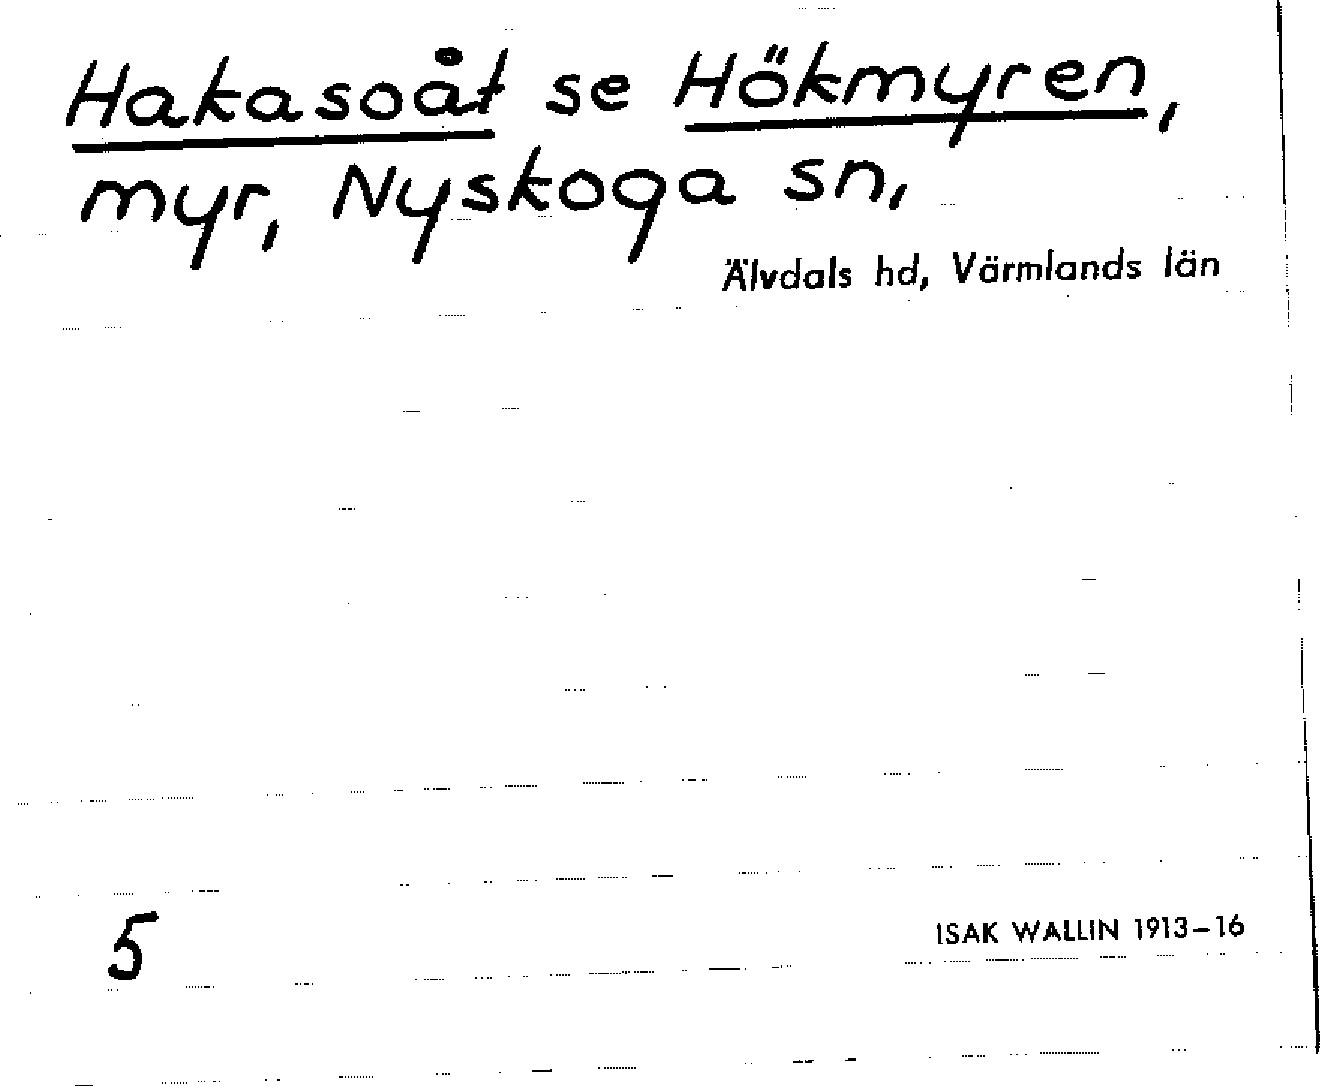 Hakasoåt se Hökmyren,
myr, Nyskoga sn,
Älvdals hd, Värmlands län
5
ISAK WALLIN 1913–16